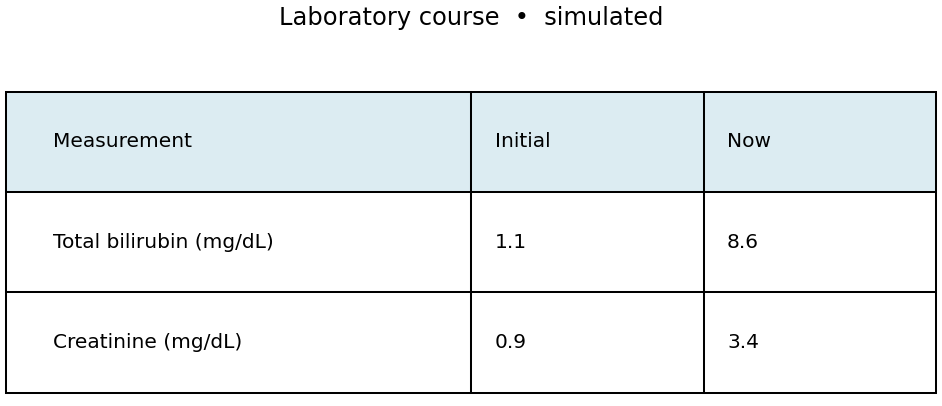 Laboratory course • simulated
Measurement Initial Now
Total bilirubin (mg/dL) 1.1 8.6
Creatinine (mg/dL) 0.9 3.4